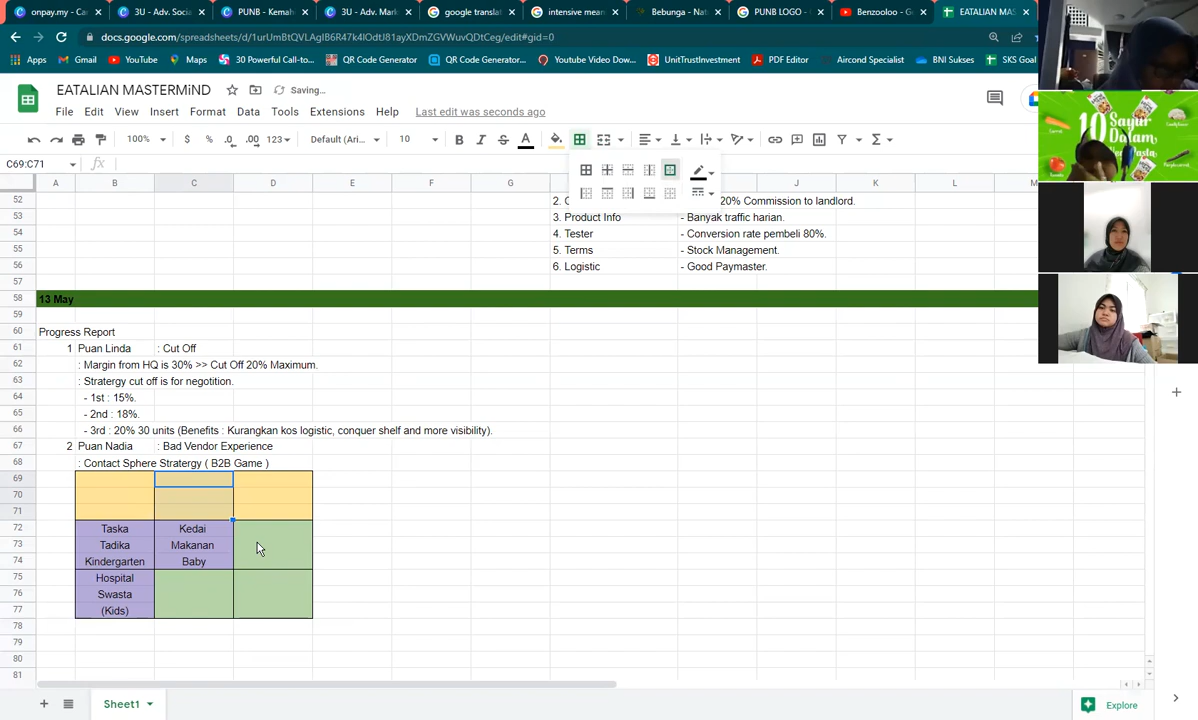 onpay.my - Ca
3U - Adv. Socia
PUNB - Kemah
3U - Adv. Mark
google translat
intensive mean
Bebunga - Nat
PUNB LOGO -
Benzooloo - G
EATALIAN MAS
docs.google.com/spreadsheets/d/1urUmBtQVLAgIB6R47k4lOdtU81ayXDmZGVWuvQDtCeg/edit#gid=0
Apps
Gmail
YouTube
Maps
30 Powerful Call-to...
QR Code Generator
QR Code Generator...
Youtube Video Dow...
UnitTrustInvestment
PDF Editor
Aircond Specialist
BNI Sukses
SKS Goal
EATALIAN MASTERMiND
Saving...
File Edit View Insert Format Data Tools Extensions Help Last edit was seconds ago
100% $ % .0 .00 123 Default (Ari... 10 B I S A
C69:C71
fx
A B C D E F G J K L M
52 20% Commission to landlord.
53 3. Product Info - Banyak traffic harian.
54 4. Tester - Conversion rate pembeli 80%.
55 5. Terms - Stock Management.
56 6. Logistic - Good Paymaster.
57
58 13 May
59
60 Progress Report
61 1 Puan Linda : Cut Off
62 : Margin from HQ is 30% >> Cut Off 20% Maximum.
63 : Stratergy cut off is for negotition.
64 - 1st : 15%.
65 - 2nd : 18%.
66 - 3rd : 20% 30 units (Benefits : Kurangkan kos logistic, conquer shelf and more visibility).
67 2 Puan Nadia : Bad Vendor Experience
68 : Contact Sphere Stratergy ( B2B Game )
69
70
71
72 Taska Kedai
73 Tadika Makanan
74 Kindergarten Baby
75 Hospital
76 Swasta
77 (Kids)
78
79
80
81
Sheet1
Explore
10 Sayur
Dalam